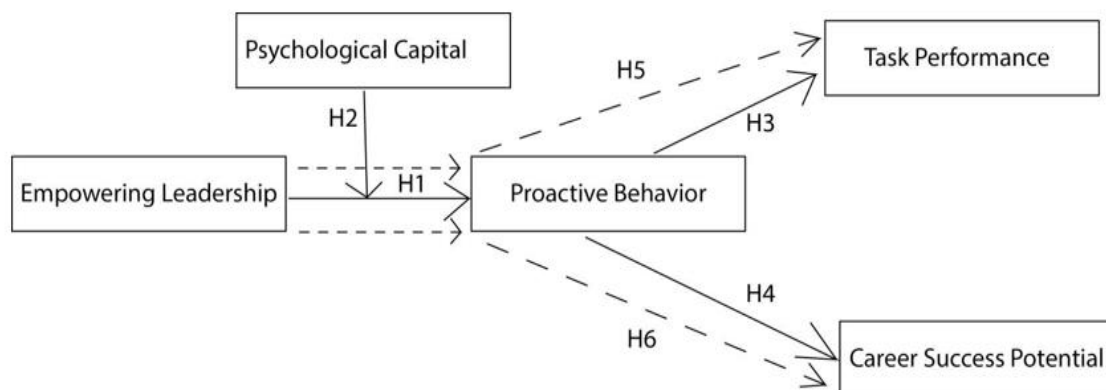 Psychological Capital
H5
Task Performance
H2
H3
Empowering Leadership
H1
Proactive Behavior
H4
H6
Career Success Potential